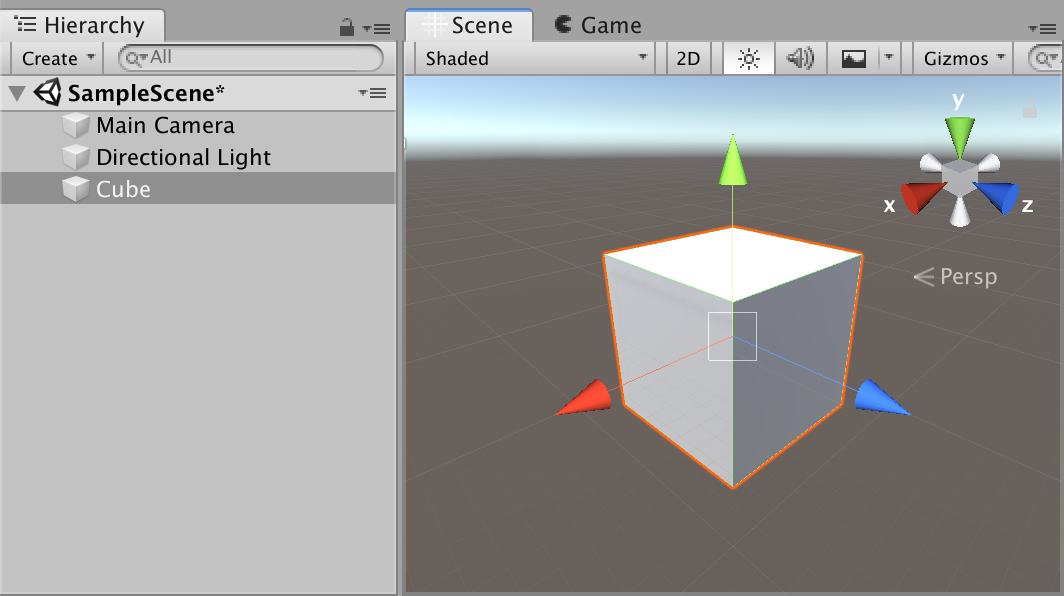 Hierarchy
Create
All
SampleScene*
Main Camera
Directional Light
Cube
Scene
Game
Shaded
2D
Gizmos
y
x
z
Persp